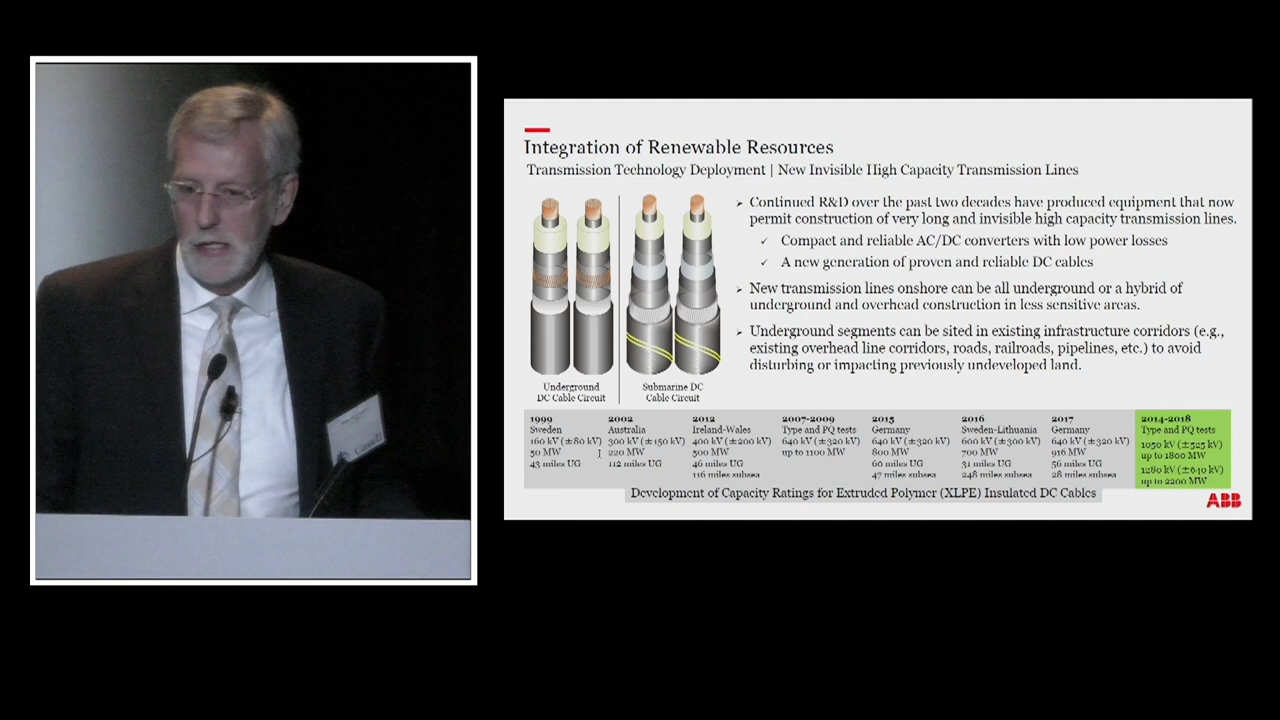 Integration of Renewable Resources
Transmission Technology Deployment | New Invisible High Capacity Transmission Lines
Underground
DC Cable Circuit
Submarine DC
Cable Circuit
➢ Continued R&D over the past two decades have produced equipment that now
permit construction of very long and invisible high capacity transmission lines.
✓ Compact and reliable AC/DC converters with low power losses
✓ A new generation of proven and reliable DC cables
➢ New transmission lines onshore can be all underground or a hybrid of
underground and overhead construction in less sensitive areas.
➢ Underground segments can be sited in existing infrastructure corridors (e.g.,
existing overhead line corridors, roads, railroads, pipelines, etc.) to avoid
disturbing or impacting previously undeveloped land.
1999
Sweden
160 kV (±80 kV)
50 MW
43 miles UG
2002
Australia
300 kV (±150 kV)
220 MW
112 miles UG
2012
Ireland-Wales
400 kV (±200 kV)
500 MW
46 miles UG
116 miles subsea
2007-2009
Type and PQ tests
640 kV (±320 kV)
up to 1100 MW
2015
Germany
640 kV (±320 kV)
800 MW
60 miles UG
47 miles subsea
2016
Sweden-Lithuania
600 kV (±300 kV)
700 MW
31 miles UG
248 miles subsea
2017
Germany
640 kV (±320 kV)
916 MW
56 miles UG
28 miles subsea
2014-2018
Type and PQ tests
1050 kV (±525 kV)
up to 1800 MW
1280 kV (±640 kV)
up to 2200 MW
Development of Capacity Ratings for Extruded Polymer (XLPE) Insulated DC Cables
ABB